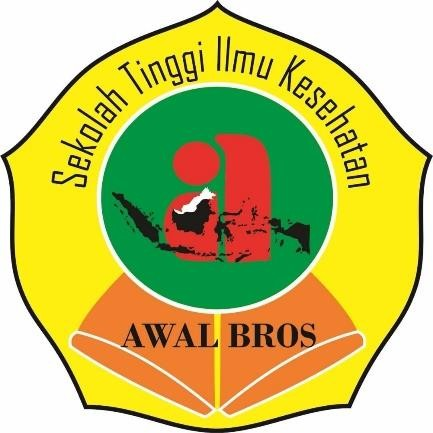 Sekolah Tinggi Ilmu Kesehatan
a
AWAL BROS